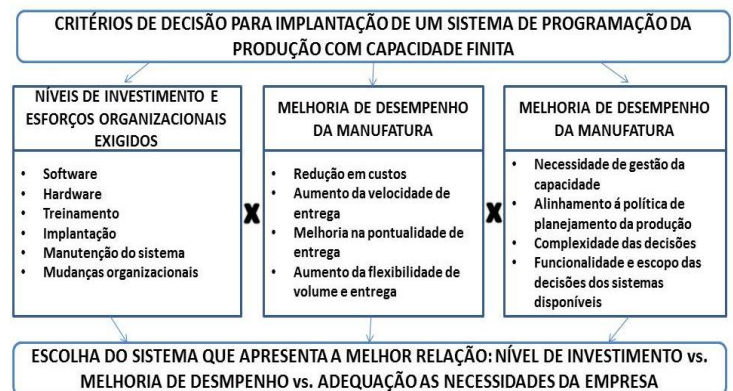 CRITÉRIOS DE DECISÃO PARA IMPLANTAÇÃO DE UM SISTEMA DE PROGRAMAÇÃO DA
PRODUÇÃO COM CAPACIDADE FINITA
NÍVEIS DE INVESTIMENTO E
ESFORÇOS ORGANIZACIONAIS
EXIGIDOS
• Software
• Hardware
• Treinamento
• Implantação
• Manutenção do sistema
• Mudanças organizacionais
X
MELHORIA DE DESEMPENHO
DA MANUFATURA
• Redução em custos
• Aumento da velocidade de
entrega
• Melhoria na pontualidade de
entrega
• Aumento da flexibilidade de
volume e entrega
X
MELHORIA DE DESEMPENHO
DA MANUFATURA
• Necessidade de gestão da
capacidade
• Alinhamento á política de
planejamento da produção
• Complexidade das decisões
• Funcionalidade e escopo das
decisões dos sistemas
disponíveis
ESCOLHA DO SISTEMA QUE APRESENTA A MELHOR RELAÇÃO: NÍVEL DE INVESTIMENTO vs.
MELHORIA DE DESMPENHO vs. ADEQUAÇÃO AS NECESSIDADES DA EMPRESA